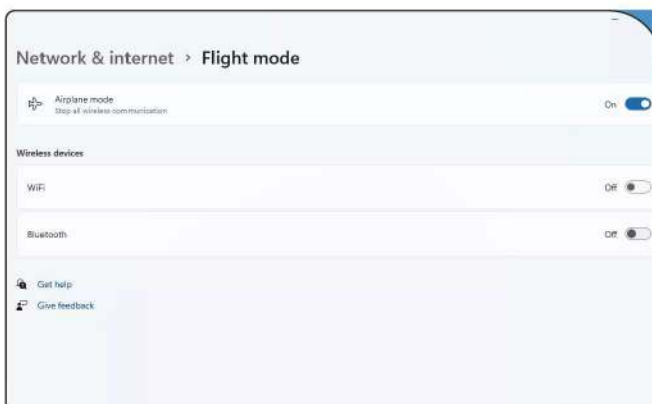 Network & internet > Flight mode
Airplane mode
On
Stop all wireless communication
Wireless devices
WiFi
Off
Bluetooth
Off
Get help
Give feedback